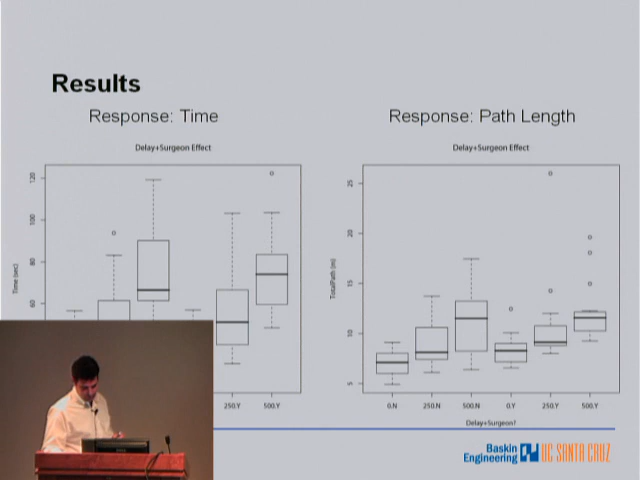 Results
Response: Time
Response: Path Length
Delay+Surgeon Effect
Delay+Surgeon Effect
Time (sec)
120
100
80
60
250.Y
500.Y
TotalPath (m)
25
20
15
10
5
0.N
250.N
500.N
0.Y
250.Y
500.Y
Delay+Surgeon?
Baskin
Engineering
UC SANTA CRUZ